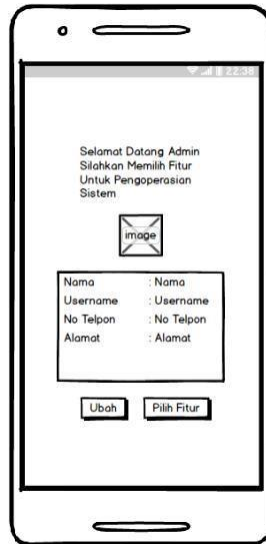 22:38
Selamat Datang Admin
Silahkan Memilih Fitur
Untuk Pengoperasian
Sistem
image
Nama : Nama
Username : Username
No Telpon : No Telpon
Alamat : Alamat
Ubah Pilih Fitur